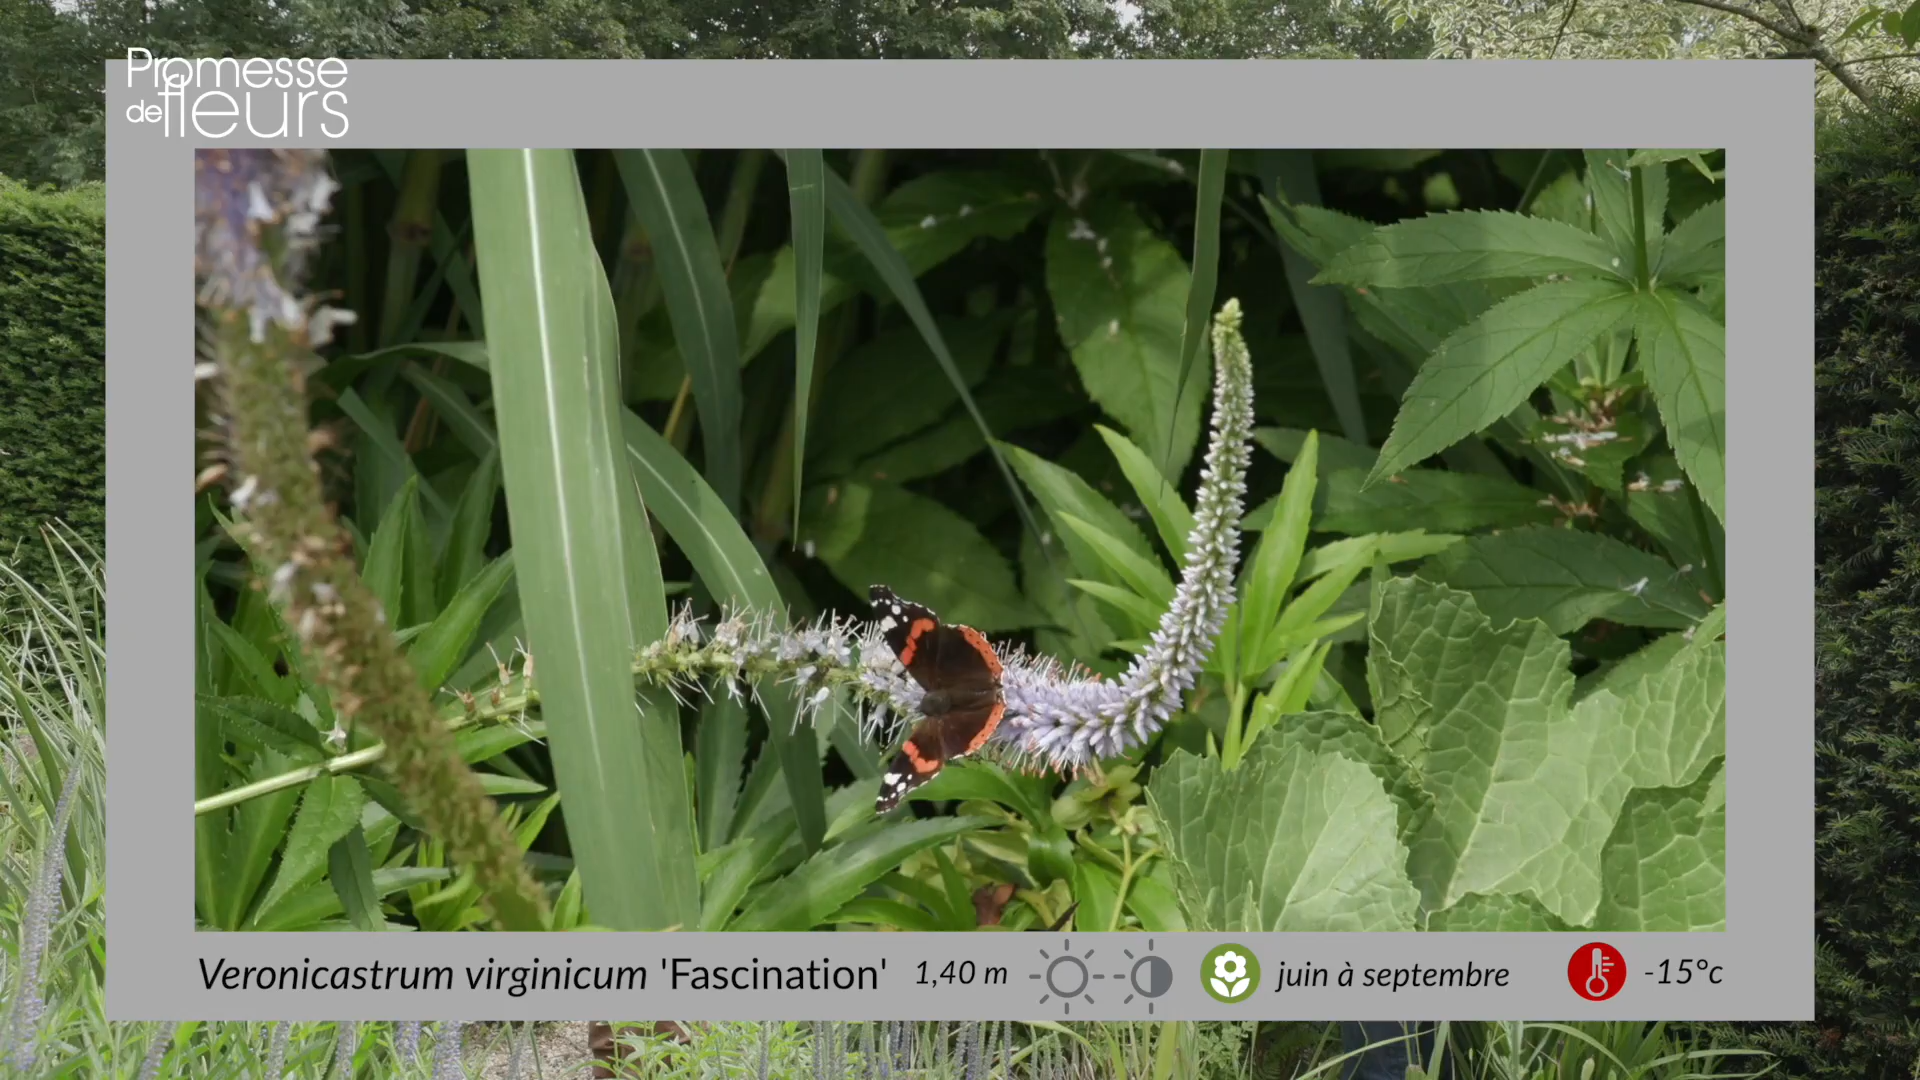 Promesse
de fleurs
Veronicastrum virginicum 'Fascination' 1,40 m juin à septembre -15°c